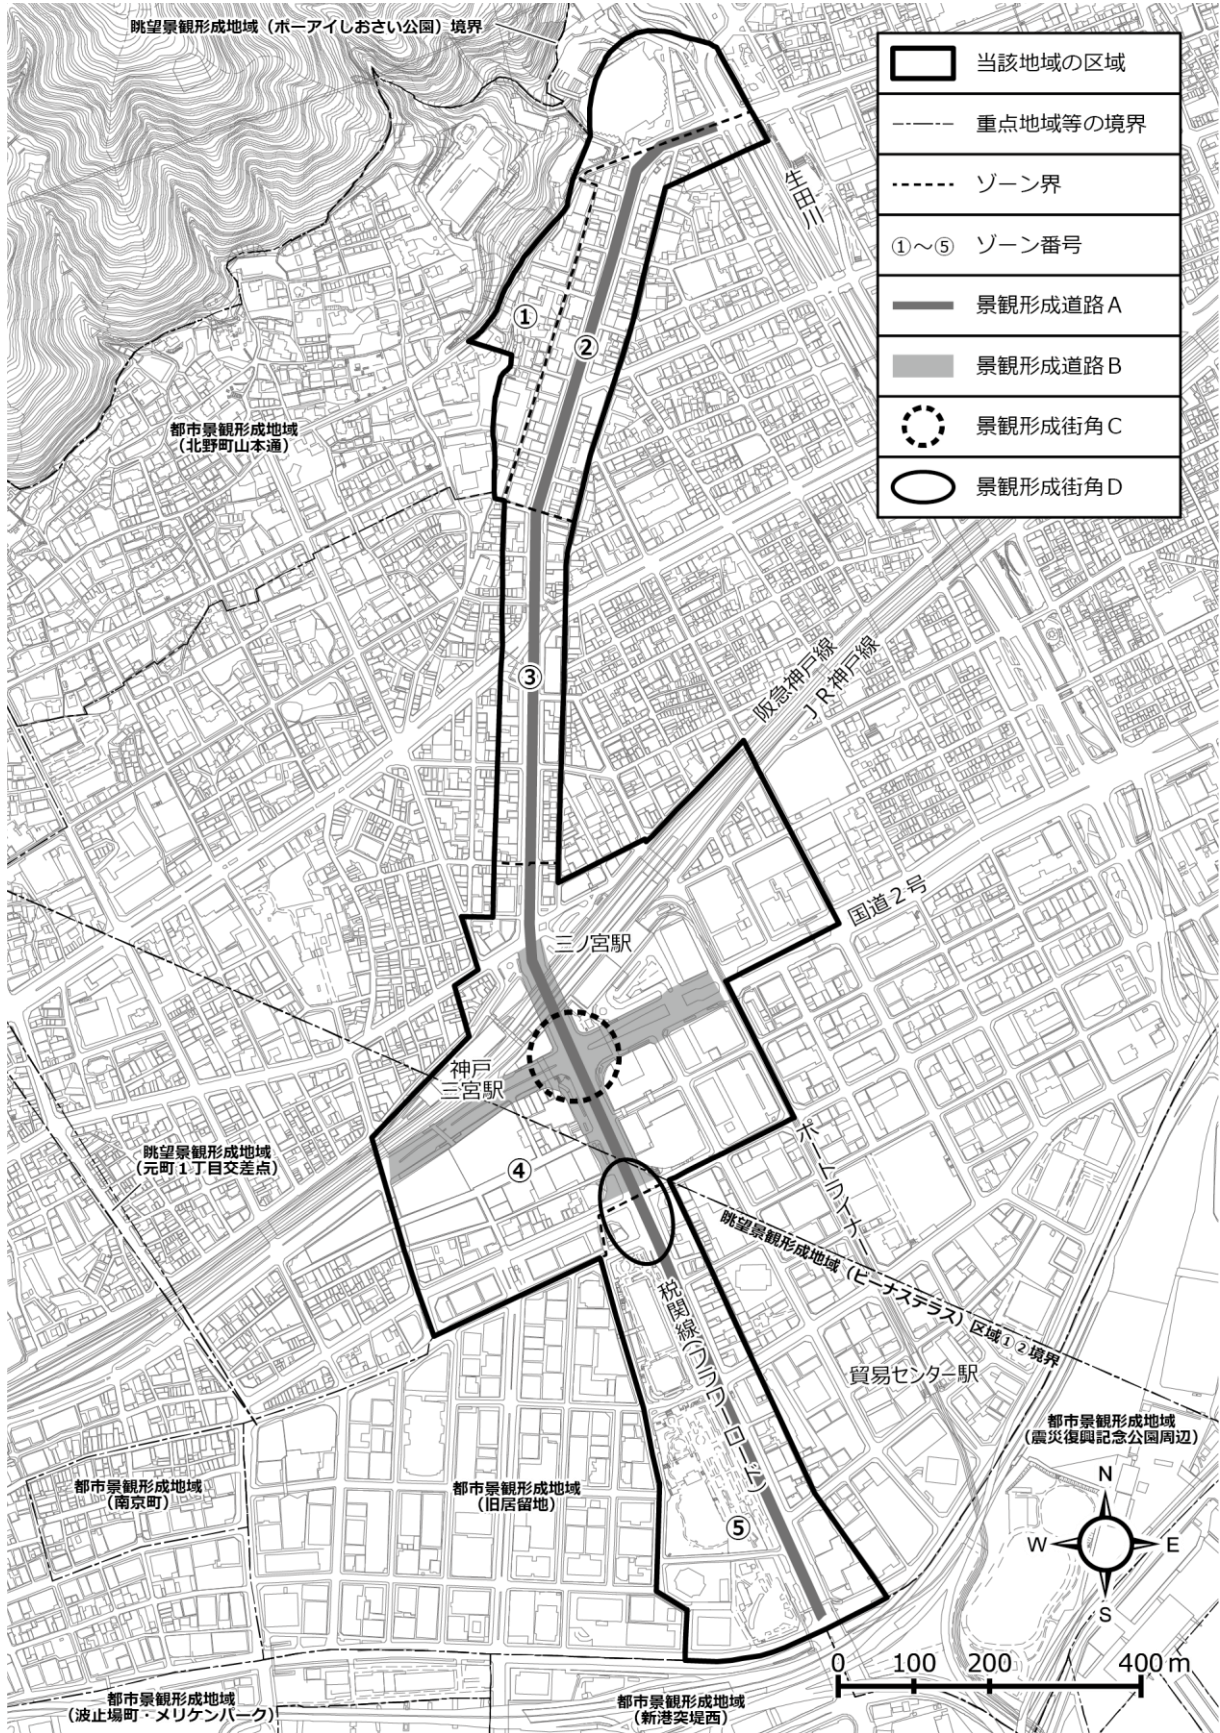 眺望景観形成地域（ポーアイしおさい公園）境界
当該地域の区域
重点地域等の境界
ゾーン界
①～⑤ ゾーン番号
景観形成道路A
景観形成道路B
景観形成街角C
景観形成街角D
生田川
①
②
都市景観形成地域
（北野町山本通）
③
阪急神戸線
JR神戸線
国道2号
三ノ宮駅
神戸
三宮駅
眺望景観形成地域
（元町1丁目交差点）
④
ポートライナー
眺望景観形成地域（ビーナステラス）区域①②境界
税関線（フラワーロード）
貿易センター駅
都市景観形成地域
（震災復興記念公園周辺）
都市景観形成地域
（南京町）
都市景観形成地域
（旧居留地）
⑤
N
W
E
S
0 100 200 400m
都市景観形成地域
（波止場町・メリケンパーク）
都市景観形成地域
（新港突堤西）